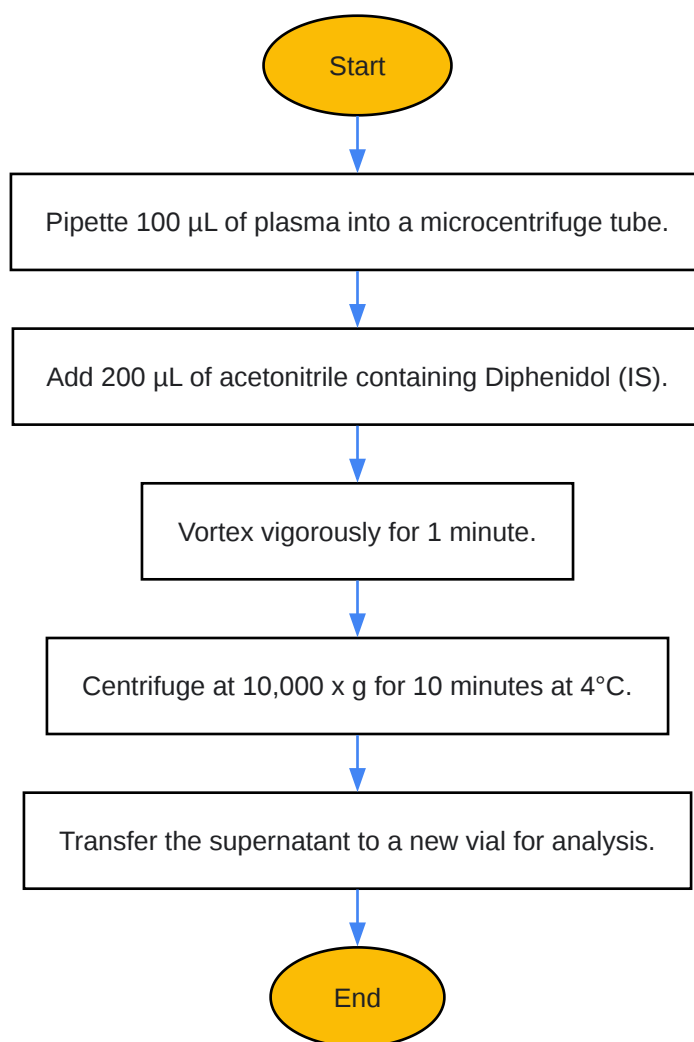 Start
Pipette 100 µL of plasma into a microcentrifuge tube.
Add 200 µL of acetonitrile containing Diphenidol (IS).
Vortex vigorously for 1 minute.
Centrifuge at 10,000 x g for 10 minutes at 4°C.
Transfer the supernatant to a new vial for analysis.
End